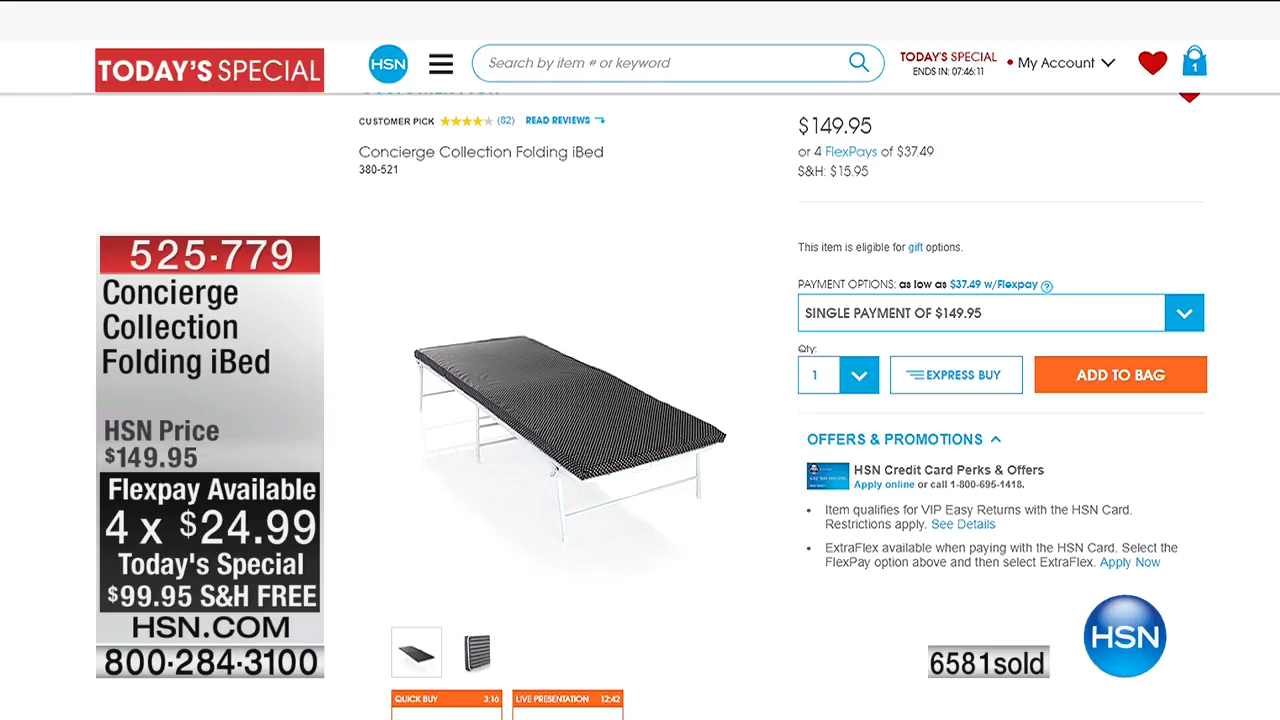 TODAY'S SPECIAL
HSN
Search by item # or keyword
TODAY'S SPECIAL
ENDS IN: 07:46:11
My Account
1
CUSTOMER PICK
(82)
READ REVIEWS
Concierge Collection Folding iBed
380-521
$149.95
or 4 FlexPays of $37.49
S&H: $15.95
This item is eligible for gift options.
PAYMENT OPTIONS: as low as $37.49 w/Flexpay ?
SINGLE PAYMENT OF $149.95
Qty:
1
EXPRESS BUY
ADD TO BAG
OFFERS & PROMOTIONS
HSN Credit Card Perks & Offers
Apply online or call 1-800-695-1418.
• Item qualifies for VIP Easy Returns with the HSN Card.
Restrictions apply. See Details
• ExtraFlex available when paying with the HSN Card. Select the
FlexPay option above and then select ExtraFlex. Apply Now
525-779
Concierge
Collection
Folding iBed
HSN Price
$149.95
Flexpay Available
4 x $24.99
Today's Special
$99.95 S&H FREE
HSN.COM
800-284-3100
6581sold
HSN
QUICK BUY 3:16
LIVE PRESENTATION 12:42